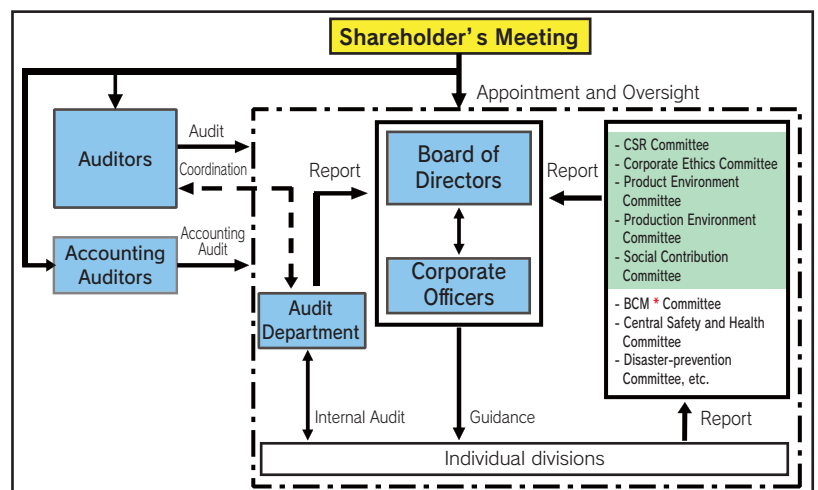 Shareholder's Meeting
Appointment and Oversight
Auditors
Audit
Coordination
Accounting
Audit
Accounting
Auditors
Report
Board of
Directors
Corporate
Officers
Report
Audit
Department
- CSR Committee
- Corporate Ethics Committee
- Product Environment
Committee
- Production Environment
Committee
- Social Contribution
Committee
- BCM * Committee
- Central Safety and Health
Committee
- Disaster-prevention
Committee, etc.
Internal Audit
Guidance
Report
Individual divisions